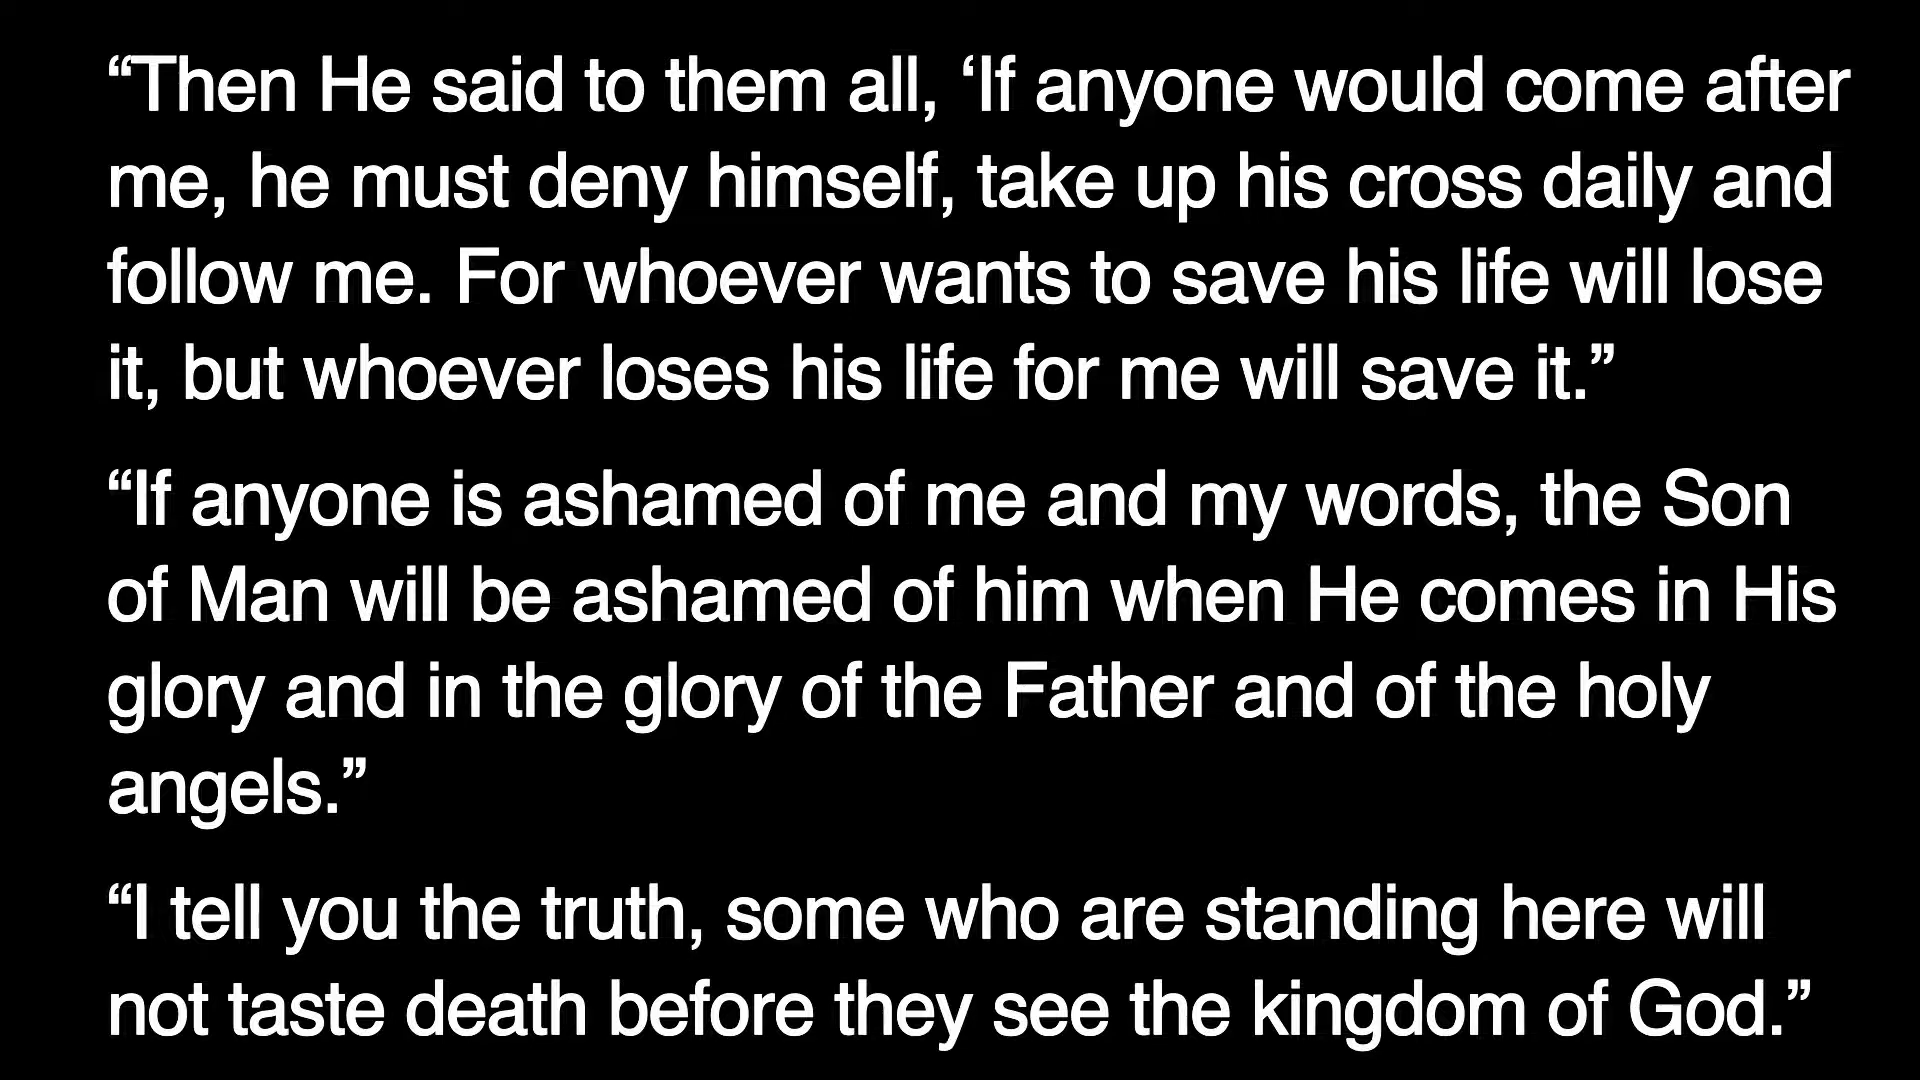 “Then He said to them all, ‘If anyone would come after
me, he must deny himself, take up his cross daily and
follow me. For whoever wants to save his life will lose
it, but whoever loses his life for me will save it.”
“If anyone is ashamed of me and my words, the Son
of Man will be ashamed of him when He comes in His
glory and in the glory of the Father and of the holy
angels.”
“I tell you the truth, some who are standing here will
not taste death before they see the kingdom of God.”